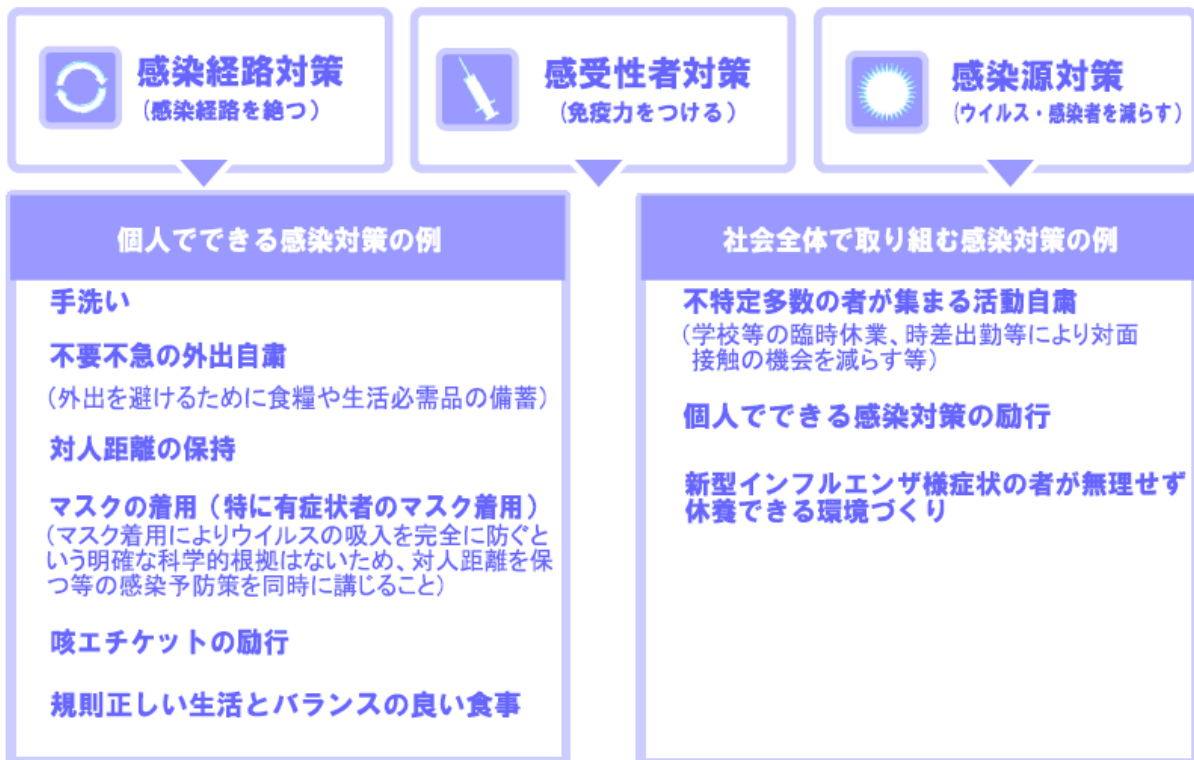 感染経路対策
(感染経路を絶つ)
感受性者対策
(免疫力をつける)
感染源対策
(ウイルス・感染者を減らす)
個人でできる感染対策の例
手洗い
不要不急の外出自粛
(外出を避けるために食糧や生活必需品の備蓄)
対人距離の保持
マスクの着用(特に有症状者のマスク着用)
(マスク着用によりウイルスの吸入を完全に防ぐと
いう明確な科学的根拠はないため、対人距離を保
つ等の感染予防策を同時に講じること)
咳エチケットの励行
規則正しい生活とバランスの良い食事
社会全体で取り組む感染対策の例
不特定多数の者が集まる活動自粛
(学校等の臨時休業、時差出勤等により対面
接触の機会を減らす等)
個人でできる感染対策の励行
新型インフルエンザ様症状の者が無理せず
休養できる環境づくり